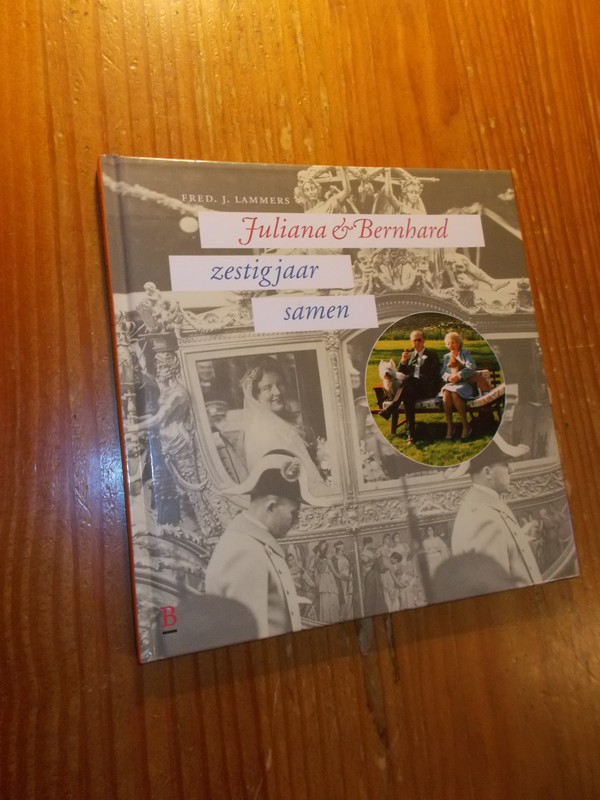 FRED. J. LAMMERS
Juliana & Bernhard
zestig jaar
samen
B